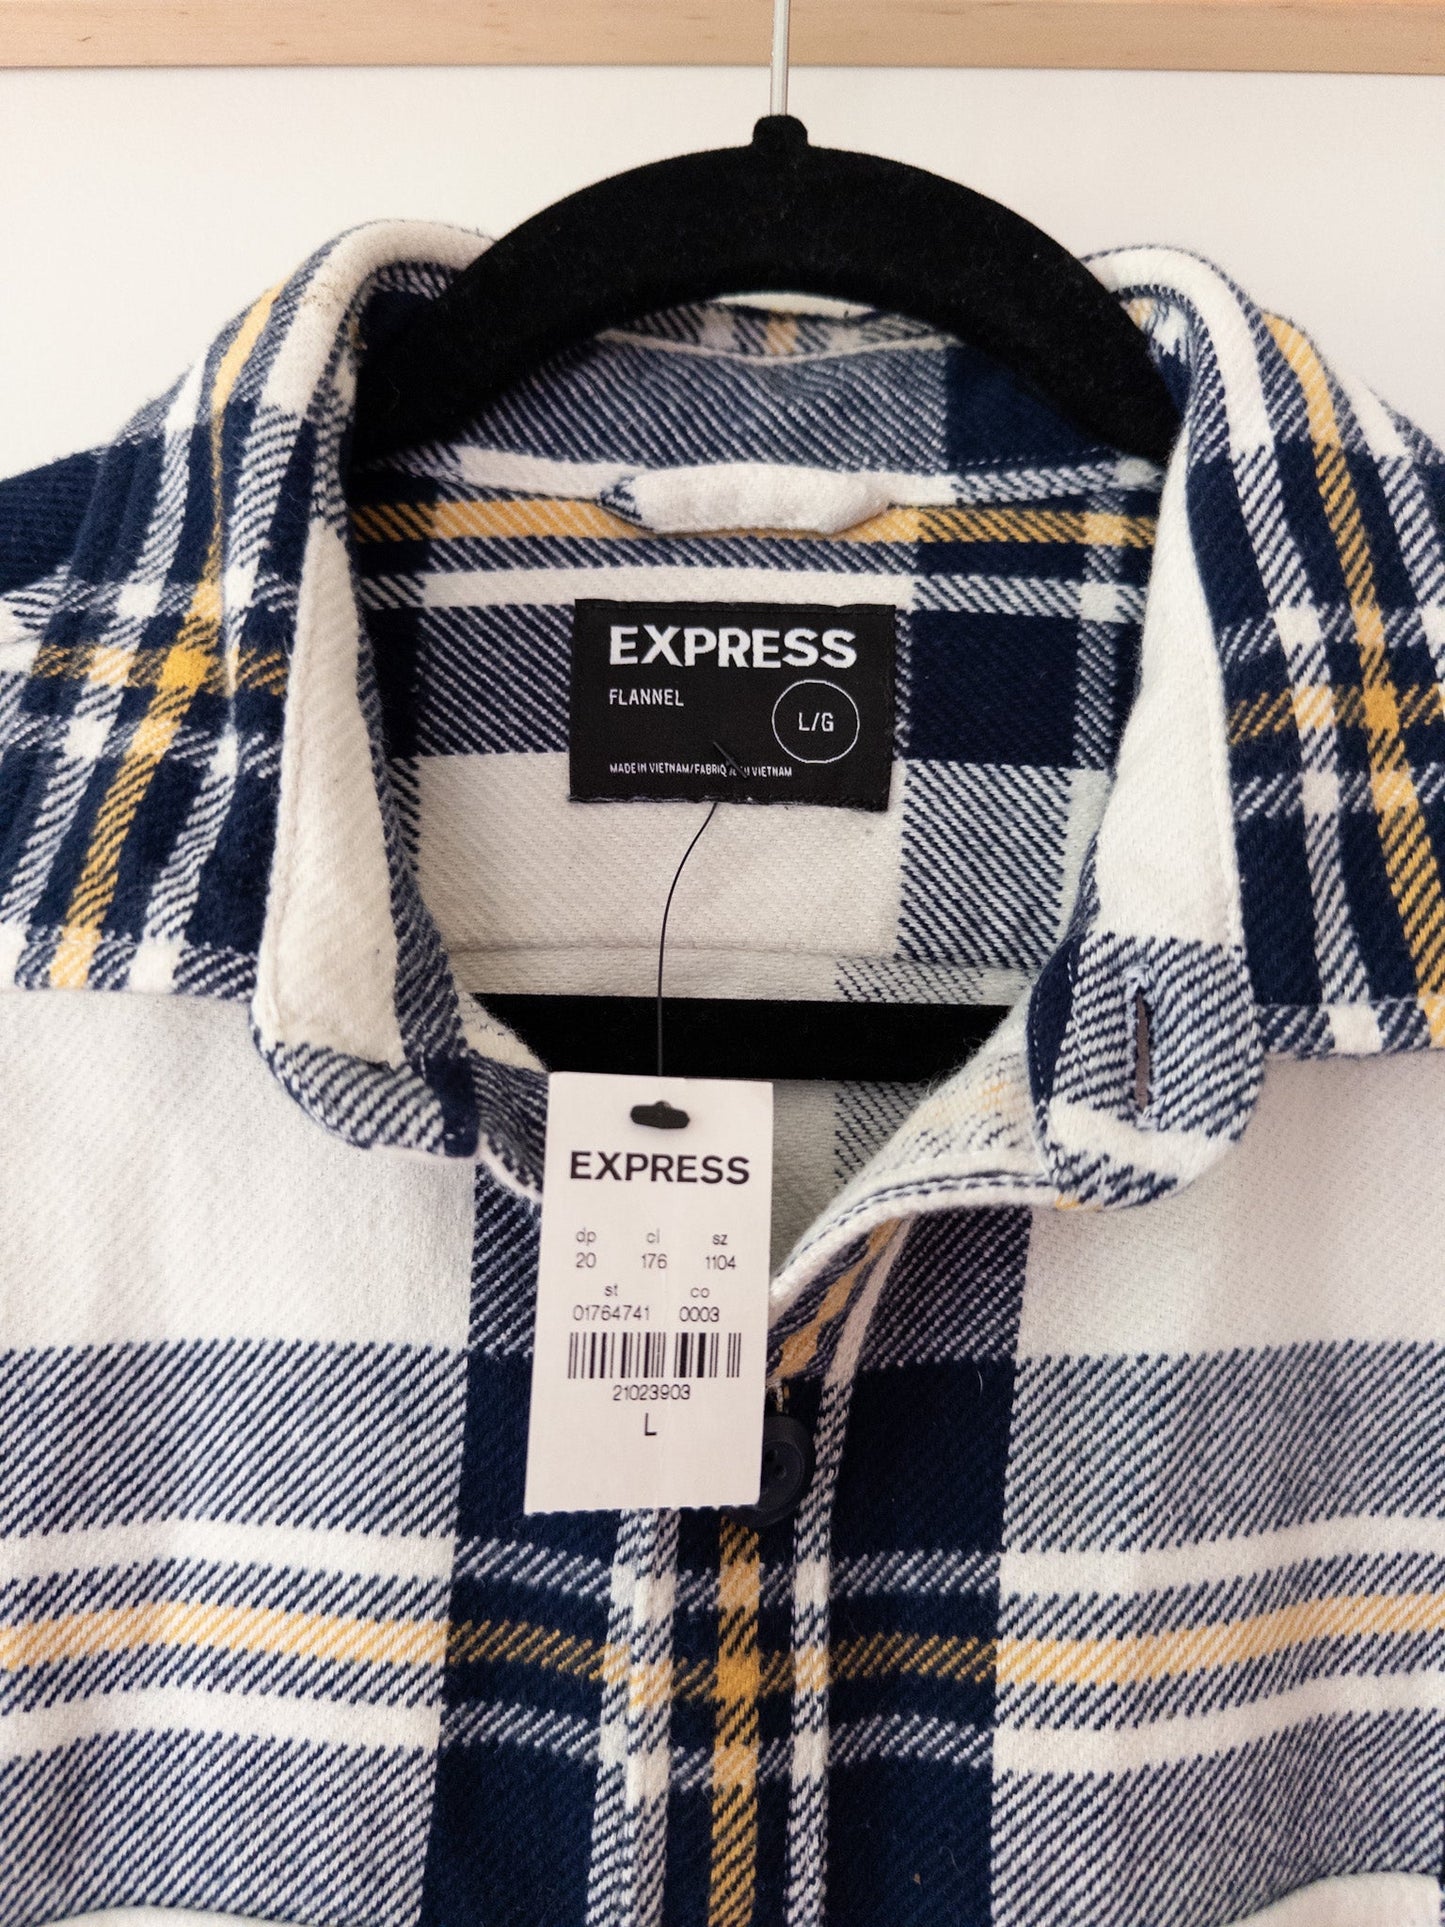 EXPRESS
FLANNEL
L/G
MADE IN VIETNAM/FABRIQ VIETNAM
EXPRESS
dp cl sz
20 176 1104
st co
01764741 0003
21023903
L